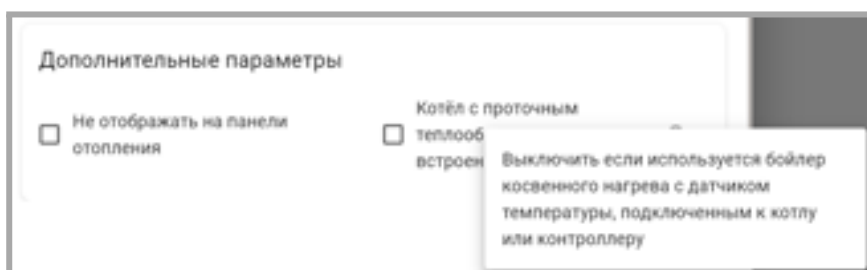 Дополнительные параметры
Не отображать на панели
отопления
Котёл с проточным
теплооб
встроен
Выключить если используется бойлер
косвенного нагрева с датчиком
температуры, подключенным к котлу
или контроллеру